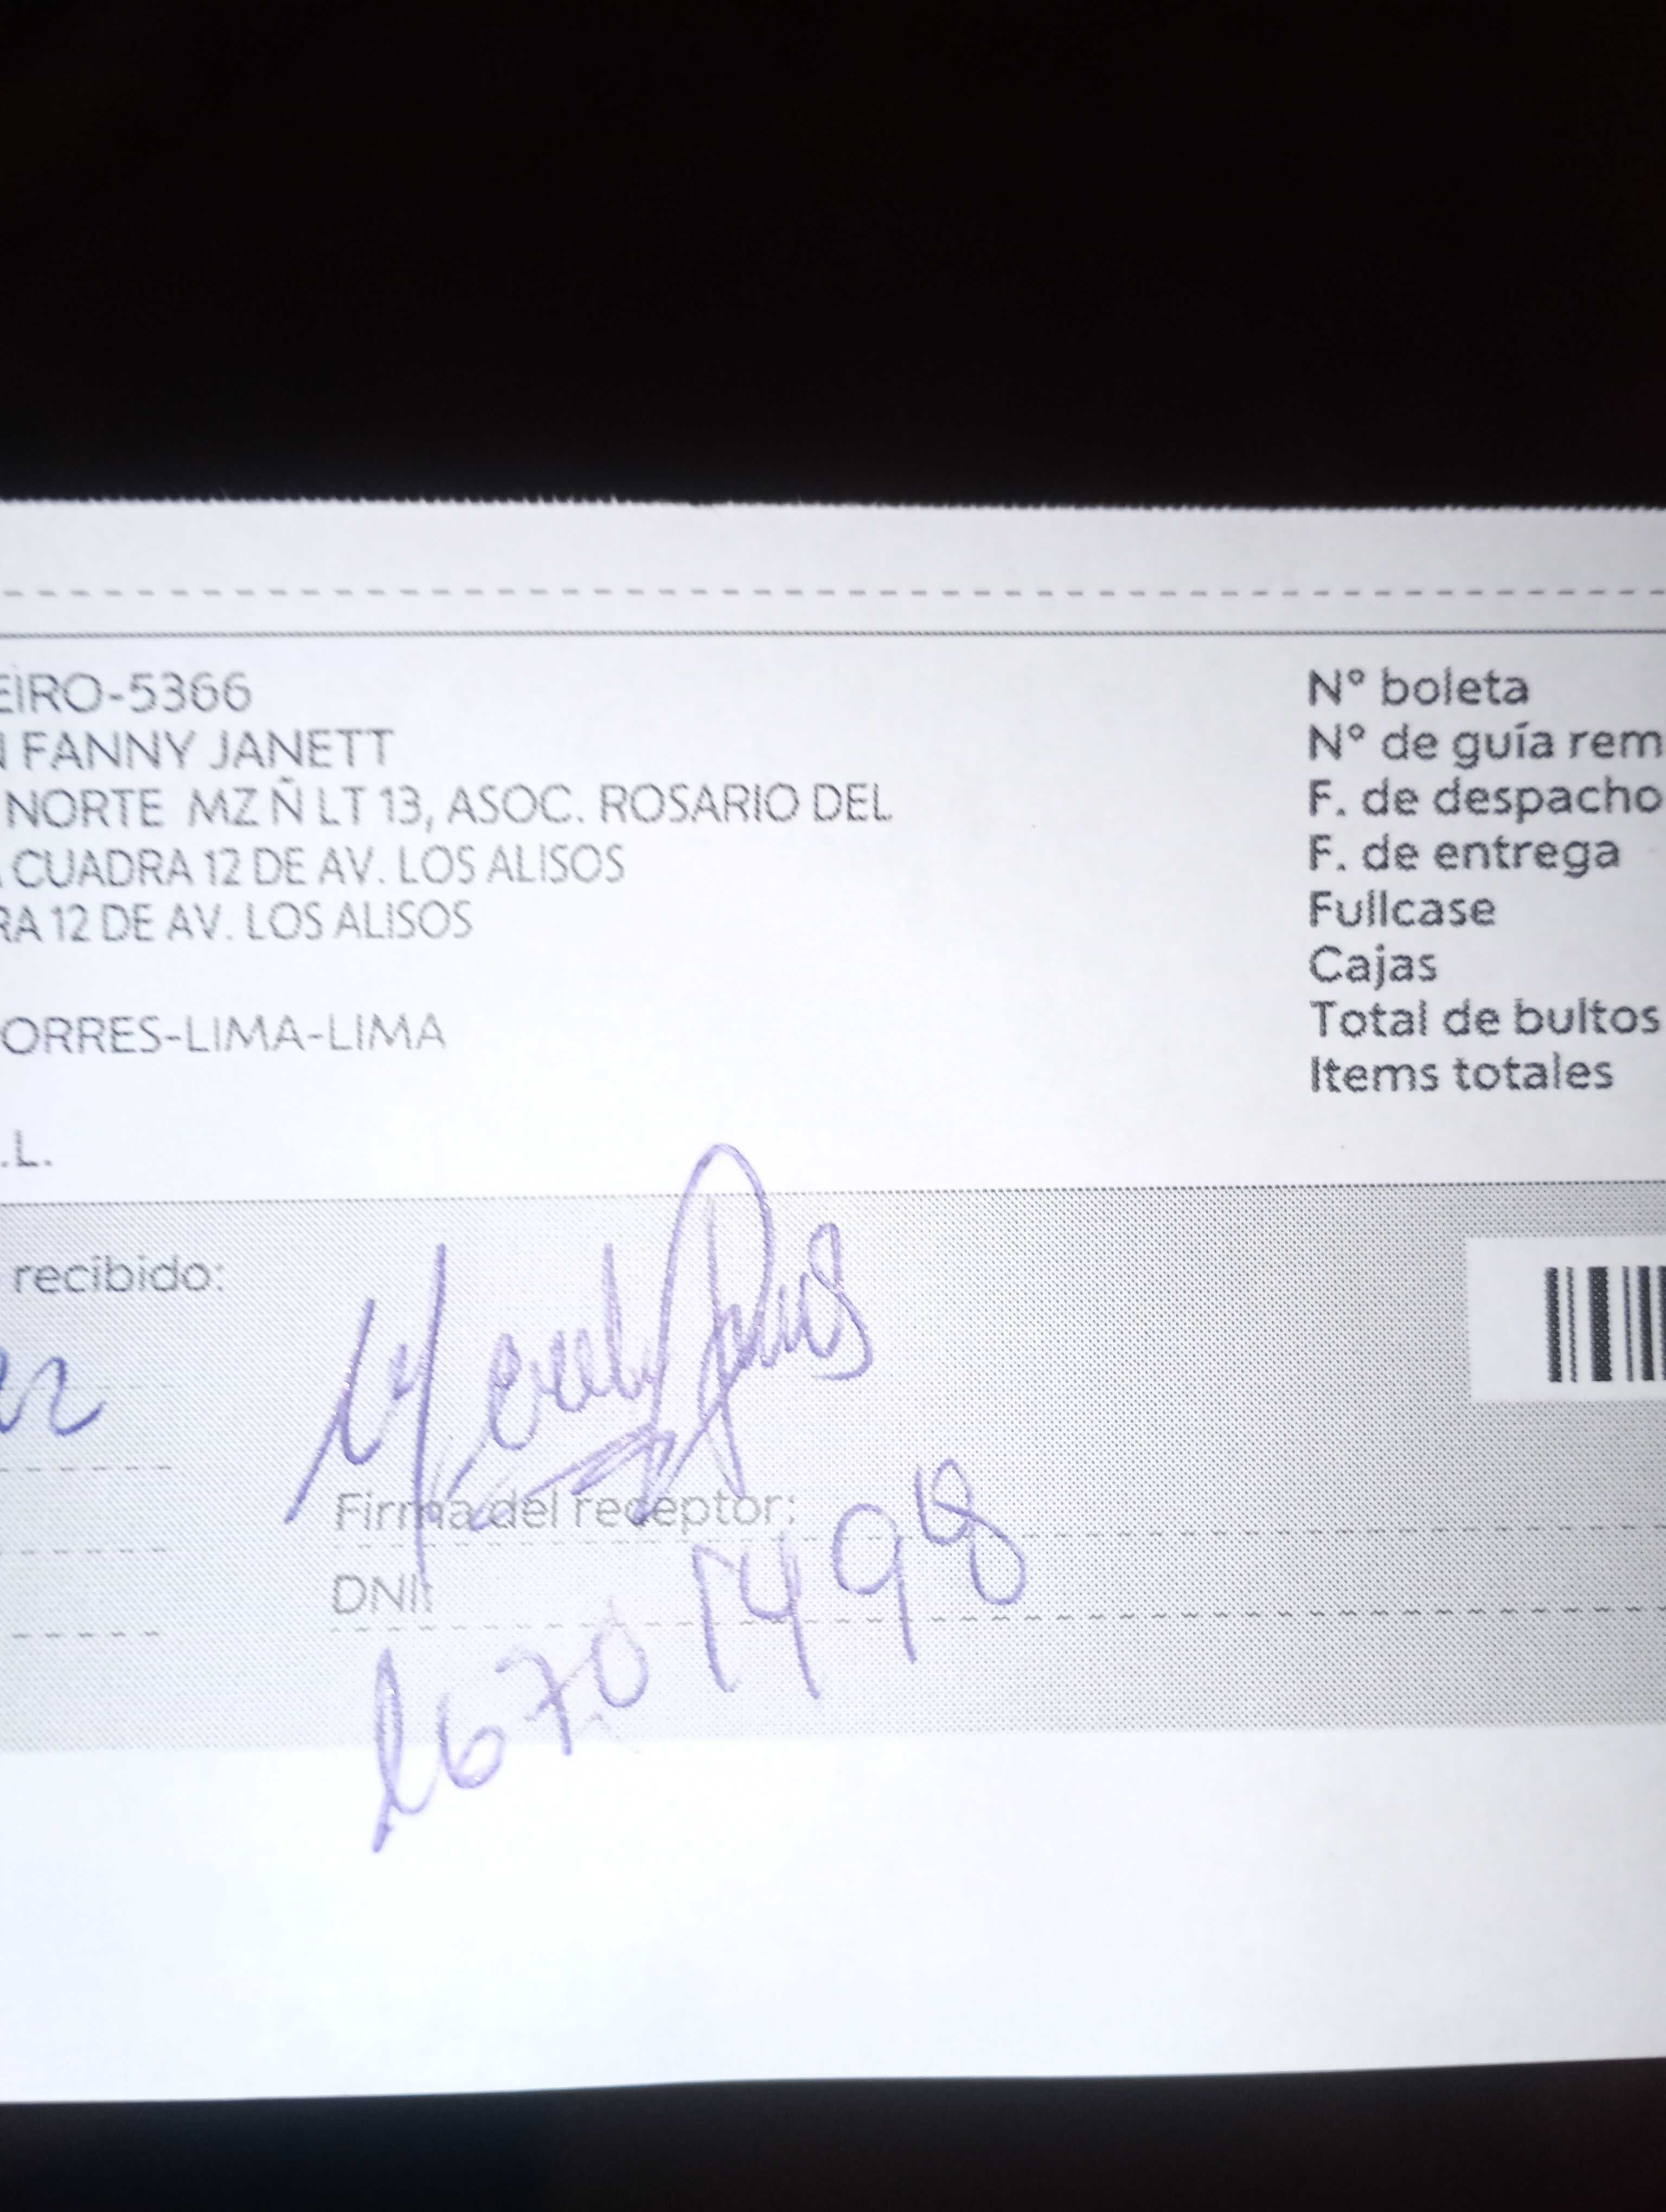 EIRO-5366
N FANNY JANETT
NORTE MZ Ñ LT 13, ASOC. ROSARIO DEL
CUADRA 12 DE AV. LOS ALISOS
RA 12 DE AV. LOS ALISOS
ORRES-LIMA-LIMA
.L.
N° boleta
N° de guía rem
F. de despacho
F. de entrega
Fullcase
Cajas
Total de bultos
Items totales
recibido:
Firma del receptor:
DNI:
16701498